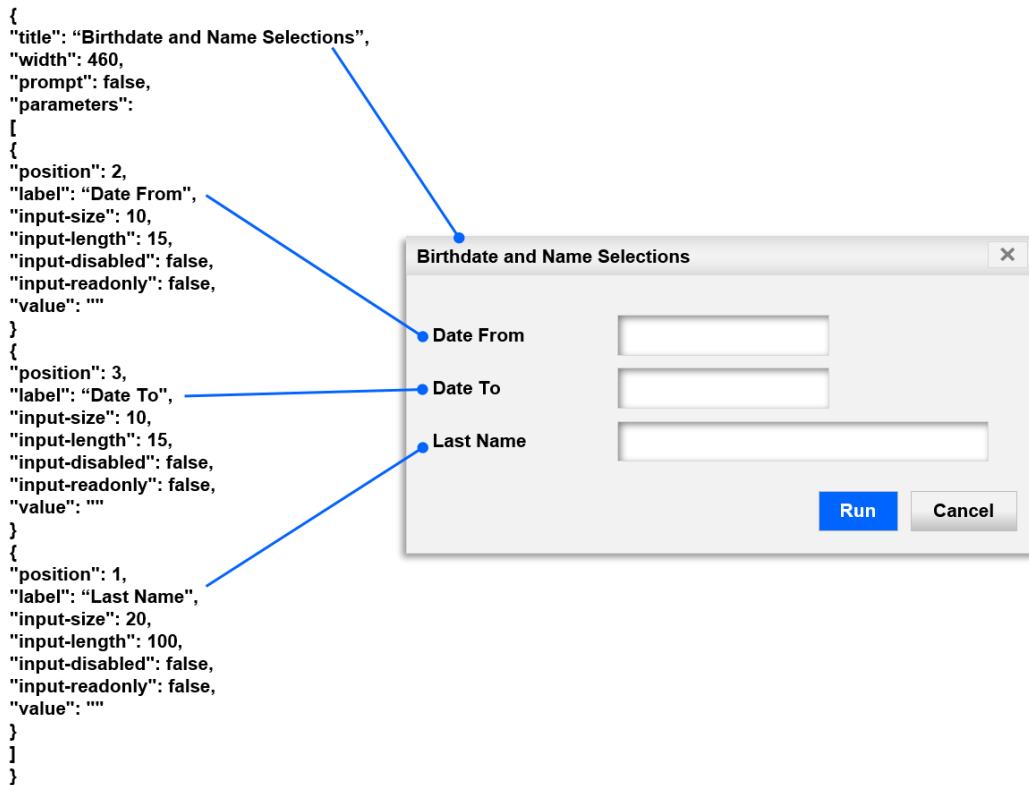 {
"title": “Birthdate and Name Selections”,
"width": 460,
"prompt": false,
"parameters":
[
{
"position": 2,
"label": “Date From",
"input-size": 10,
"input-length": 15,
"input-disabled": false,
"input-readonly": false,
"value": ""
}
{
"position": 3,
"label": “Date To",
"input-size": 10,
"input-length": 15,
"input-disabled": false,
"input-readonly": false,
"value": ""
}
{
"position": 1,
"label": “Last Name",
"input-size": 20,
"input-length": 100,
"input-disabled": false,
"input-readonly": false,
"value": ""
}
]
}
Birthdate and Name Selections ×
Date From
Date To
Last Name
Run Cancel